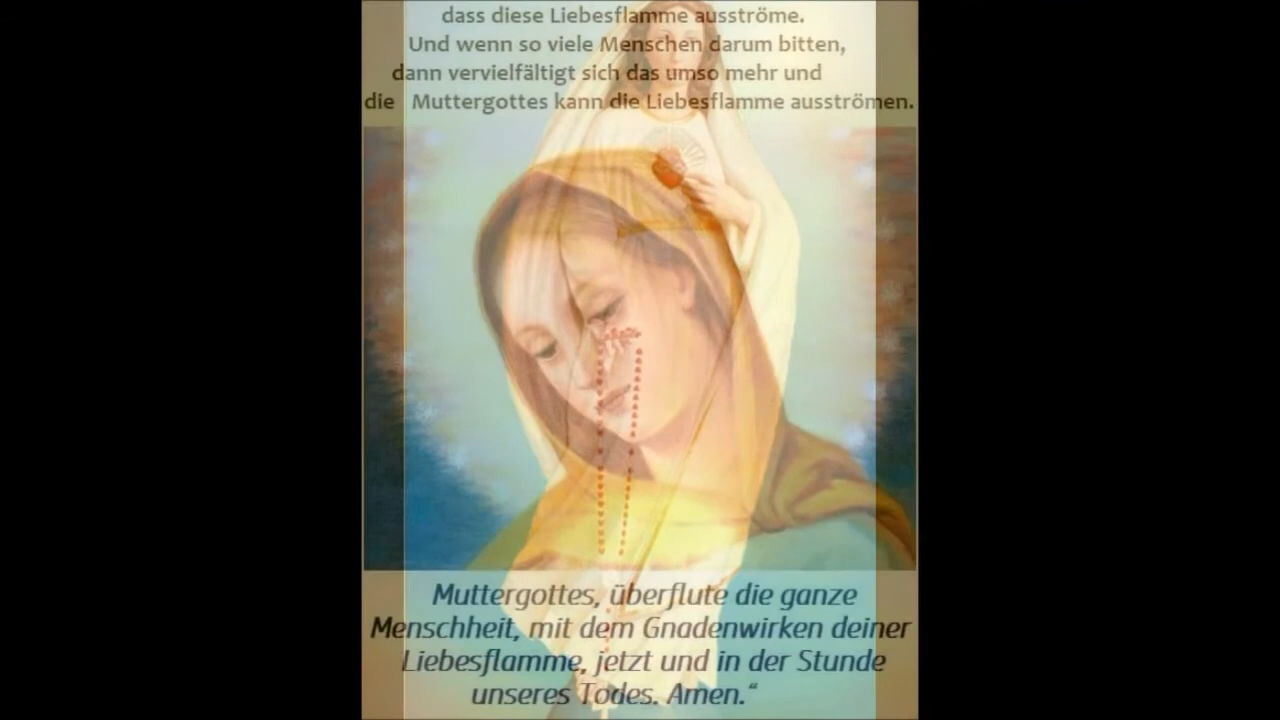 dass diese Liebesflamme ausströme.
Und wenn so viele Menschen darum bitten,
dann vervielfältigt sich das umso mehr und
die Muttergottes kann die Liebesflamme ausströmen.
Muttergottes, überflute die ganze
Menschheit, mit dem Gnadenwirken deiner
Liebesflamme, jetzt und in der Stunde
unseres Todes. Amen.“